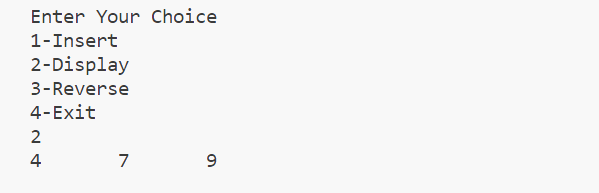 Enter Your Choice
1-Insert
2-Display
3-Reverse
4-Exit
2
4 7 9